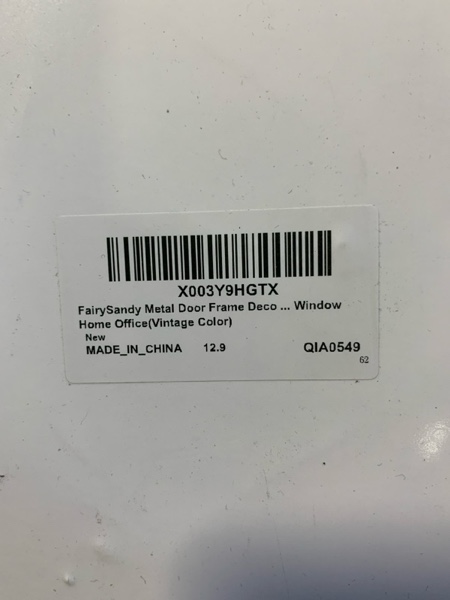 X003Y9HGTX
FairySandy Metal Door Frame Deco ... Window
Home Office(Vintage Color)
New
MADE_IN_CHINA 12.9 QIA0549
62